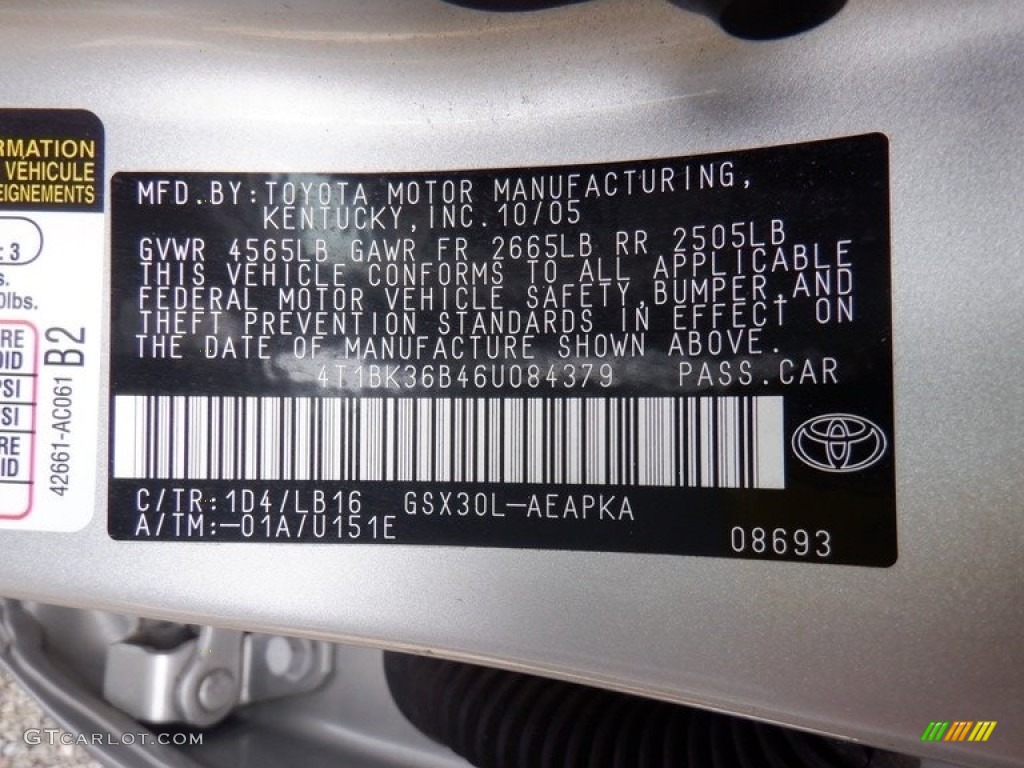 RMATION
VÉHICULE
EIGNEMENTS
: 3
s.
0lbs.
RE
OID
PSI
SI
RE
ID
42661-AC061 B2
MFD.BY:TOYOTA MOTOR MANUFACTURING,
KENTUCKY,INC.10/05
GVWR 4565LB GAWR FR 2665LB RR 2505LB
THIS VEHICLE CONFORMS TO ALL APPLICABLE
FEDERAL MOTOR VEHICLE SAFETY,BUMPER,AND
THEFT PREVENTION STANDARDS IN EFFECT ON
THE DATE OF MANUFACTURE SHOWN ABOVE.
4T1BK36B46U084379 PASS.CAR
C/TR:1D4/LB16 GSX30L-AEAPKA
A/TM:-01A/U151E
08693
GTCARLOT.COM